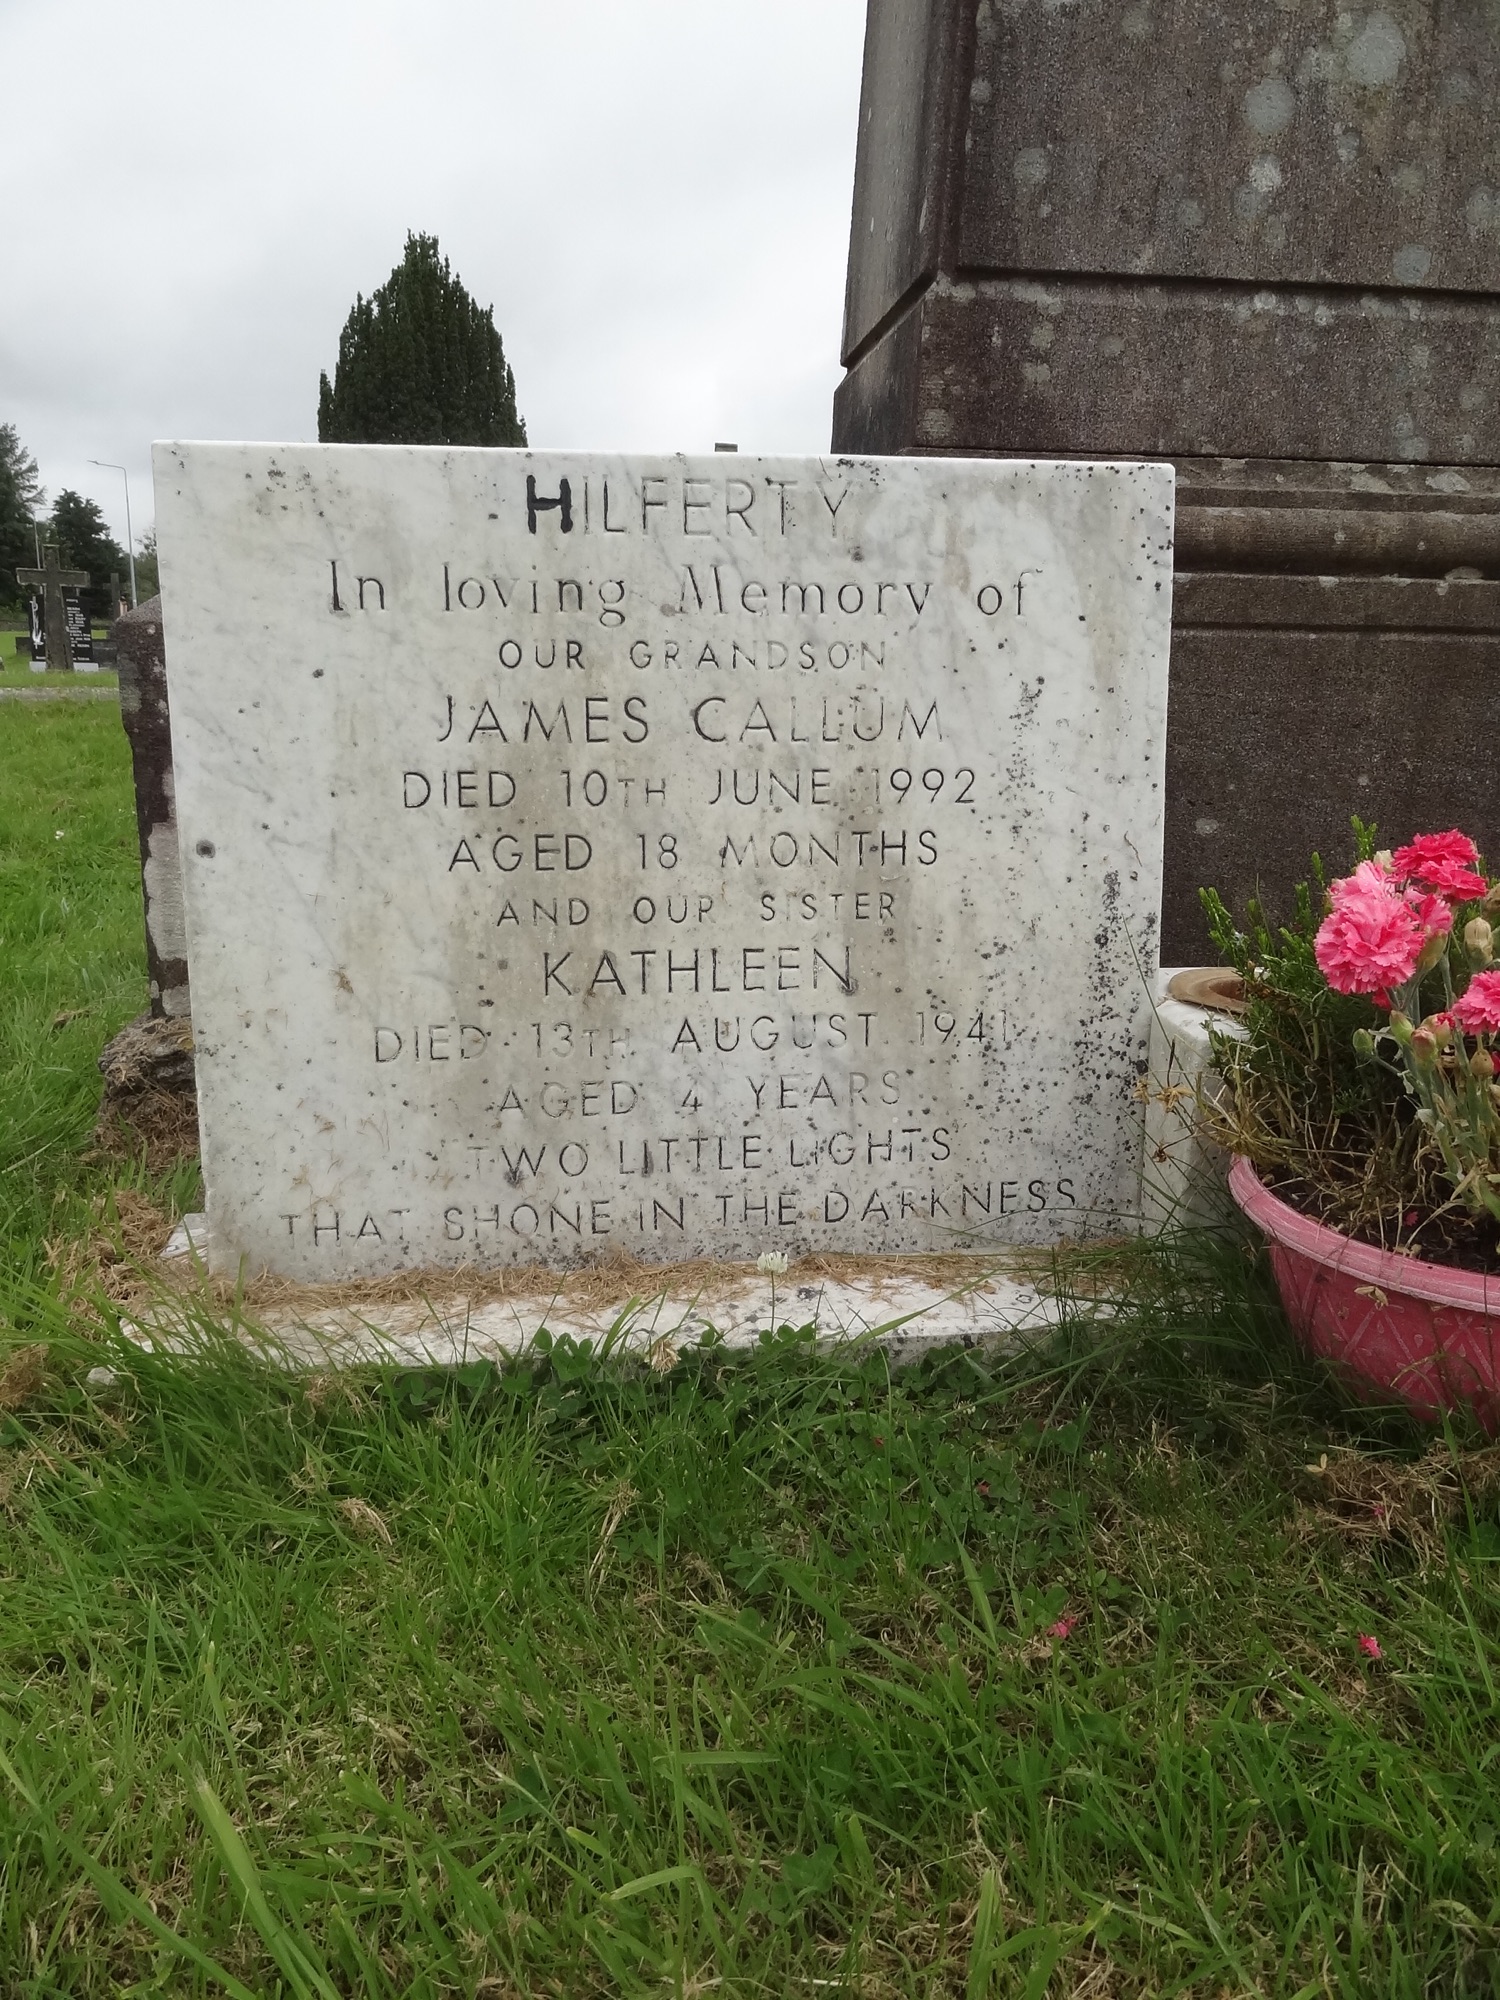 HILFERTY
In loving Memory of
OUR GRANDSON
JAMES CALLUM
DIED 10TH JUNE 1992
AGED 18 MONTHS
AND OUR SISTER
KATHLEEN
DIED 13TH AUGUST 1941
AGED 4 YEARS
TWO LITTLE LIGHTS
THAT SHONE IN THE DARKNESS